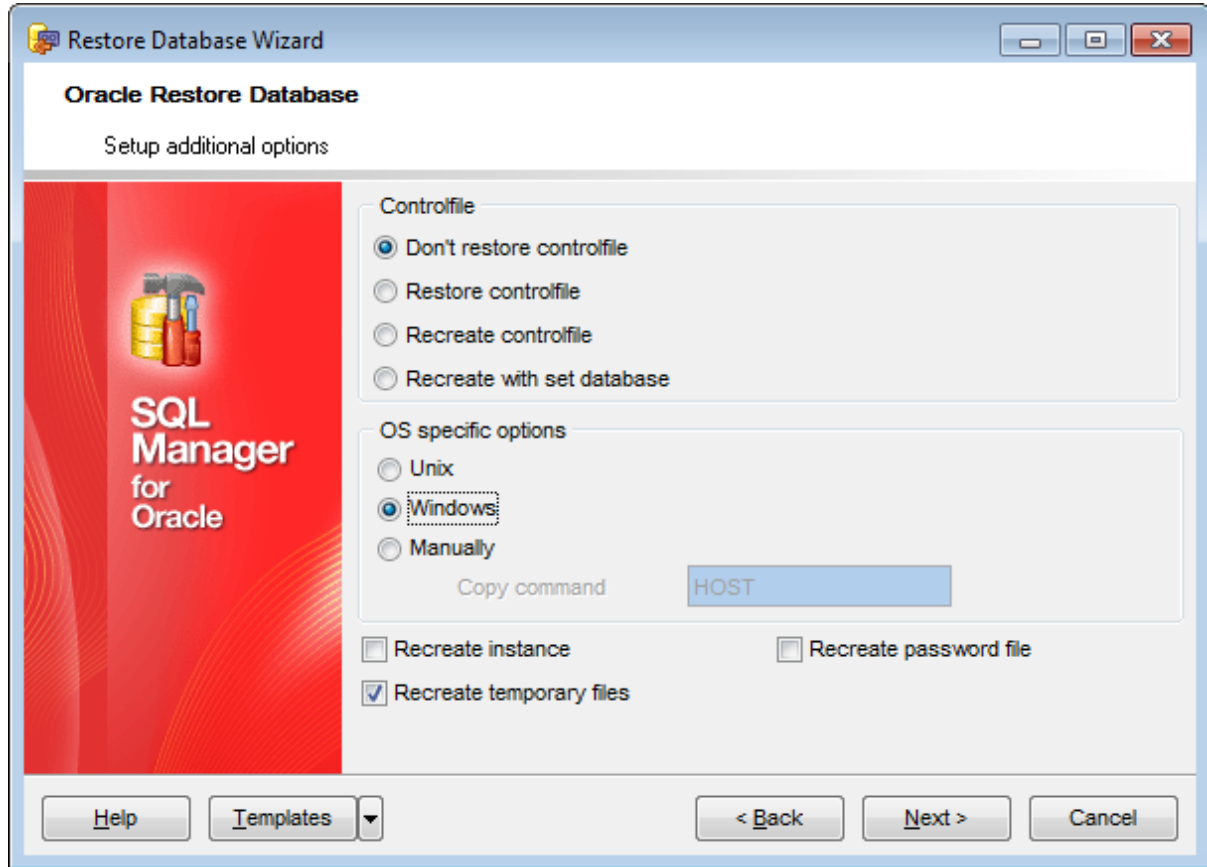 Restore Database Wizard
Oracle Restore Database
Setup additional options
SQL
Manager
for
Oracle
Controlfile
Don't restore controlfile
Restore controlfile
Recreate controlfile
Recreate with set database
OS specific options
Unix
Windows
Manually
Copy command HOST
Recreate instance Recreate password file
Recreate temporary files
Help Templates < Back Next > Cancel